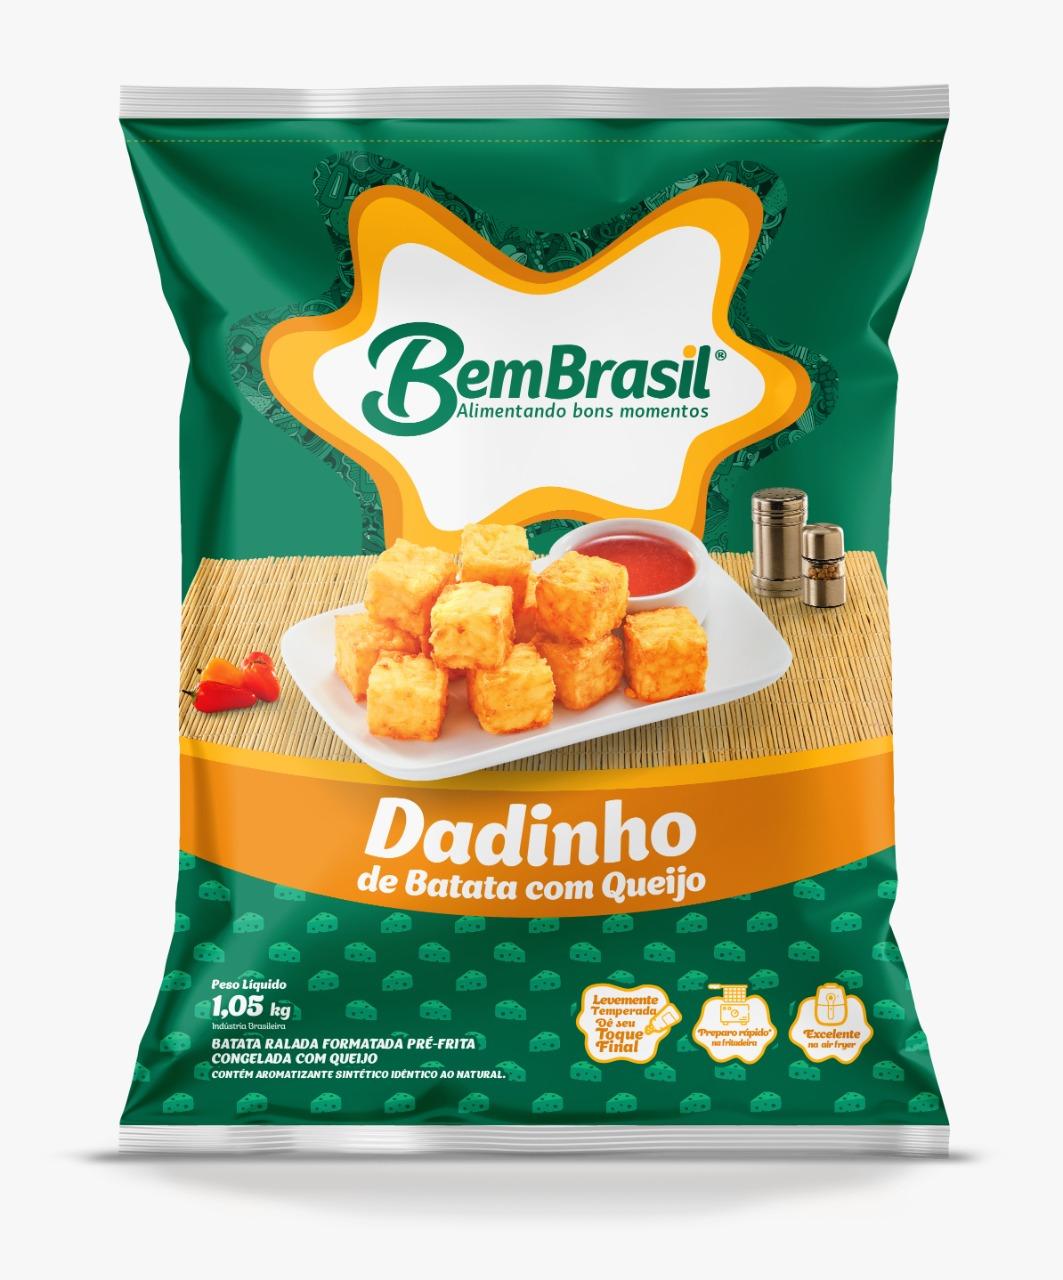 BemBrasil®
Alimentando bons momentos
Dadinho
de Batata com Queijo
Peso Líquido
1,05 kg
Indústria Brasileira
BATATA RALADA FORMATADA PRÉ-FRITA
CONGELADA COM QUEIJO
CONTÉM AROMATIZANTE SINTÉTICO IDÊNTICO AO NATURAL.
Levemente
Temperada
Dê seu
Toque
Final
Preparo rápido*
na fritadeira
Excelente
na air fryer